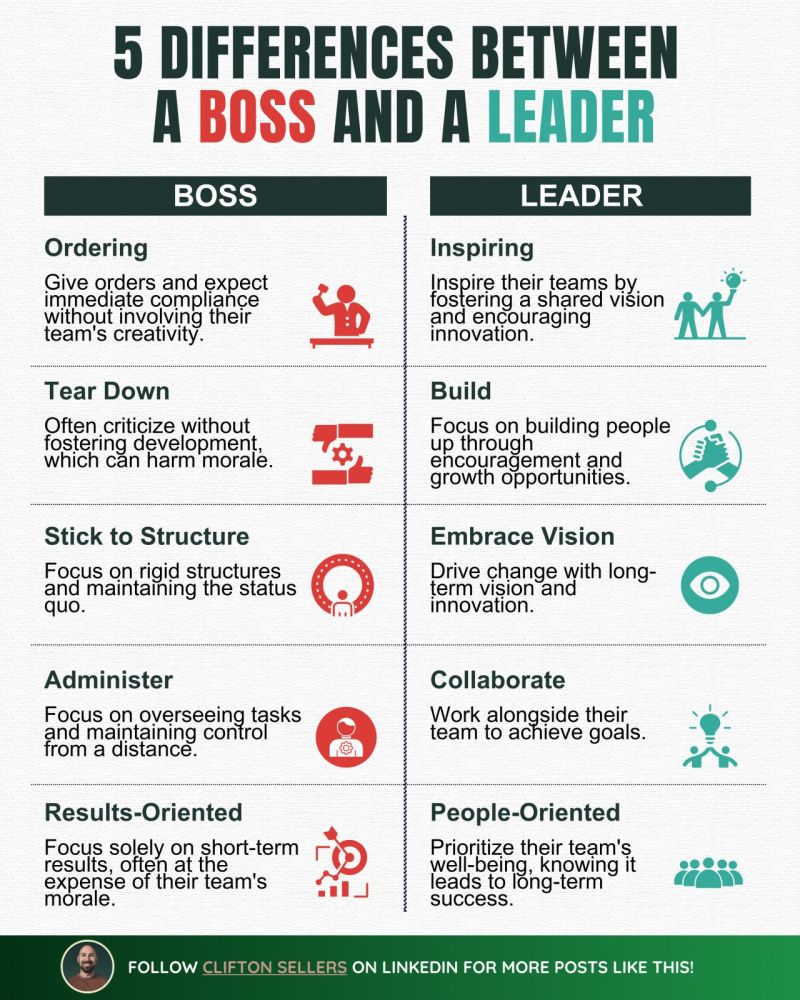 5 DIFFERENCES BETWEEN
A BOSS AND A LEADER
BOSS
LEADER
Ordering
Give orders and expect
immediate compliance
without involving their
team's creativity.
Inspiring
Inspire their teams by
fostering a shared vision
and encouraging
innovation.
Tear Down
Often criticize without
fostering development,
which can harm morale.
Build
Focus on building people
up through
encouragement and
growth opportunities.
Stick to Structure
Focus on rigid structures
and maintaining the status
quo.
Embrace Vision
Drive change with long-
term vision and
innovation.
Administer
Focus on overseeing tasks
and maintaining control
from a distance.
Collaborate
Work alongside their
team to achieve goals.
Results-Oriented
Focus solely on short-term
results, often at the
expense of their team's
morale.
People-Oriented
Prioritize their team's
well-being, knowing it
leads to long-term
success.
FOLLOW CLIFTON SELLERS ON LINKEDIN FOR MORE POSTS LIKE THIS!